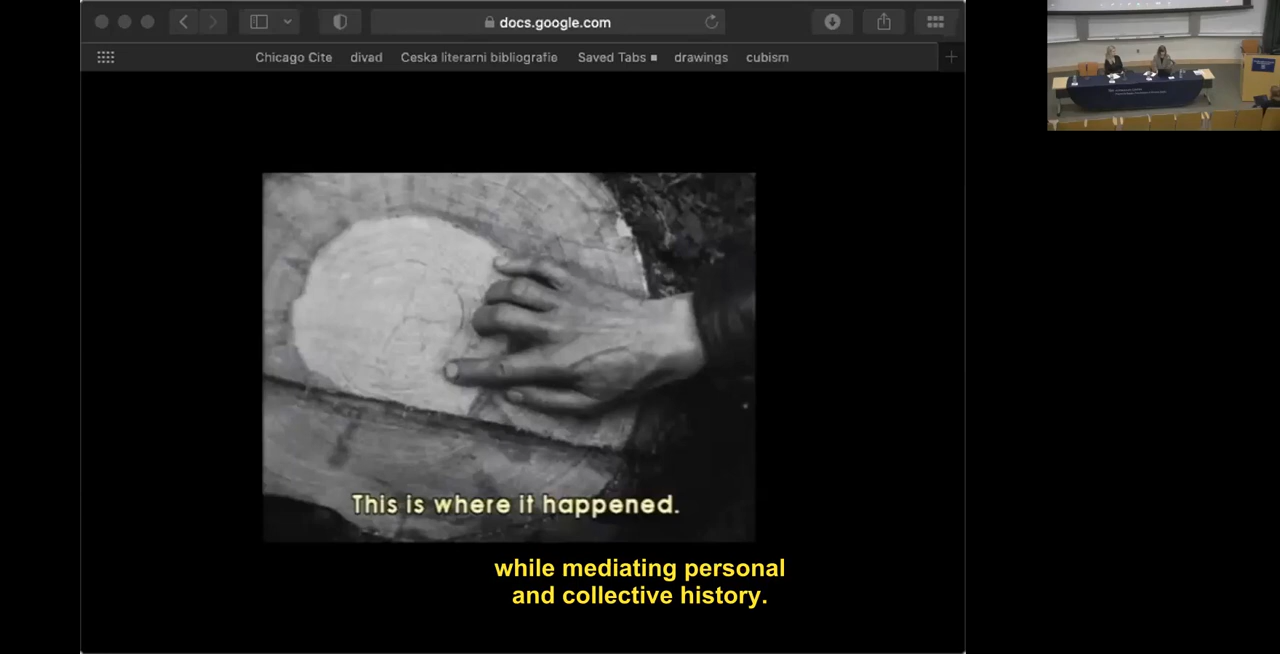 docs.google.com
Chicago Cite divad Ceska literarni bibliografie Saved Tabs drawings cubism
This is where it happened.
while mediating personal
and collective history.